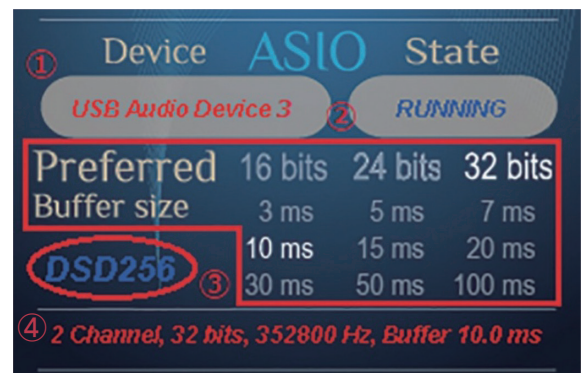 ① Device ASIO State
USB Audio Device 3 ② RUNNING
Preferred 16 bits 24 bits 32 bits
Buffer size 3 ms 5 ms 7 ms
10 ms 15 ms 20 ms
DSD256 ③ 30 ms 50 ms 100 ms
④ 2 Channel, 32 bits, 352800 Hz, Buffer 10.0 ms